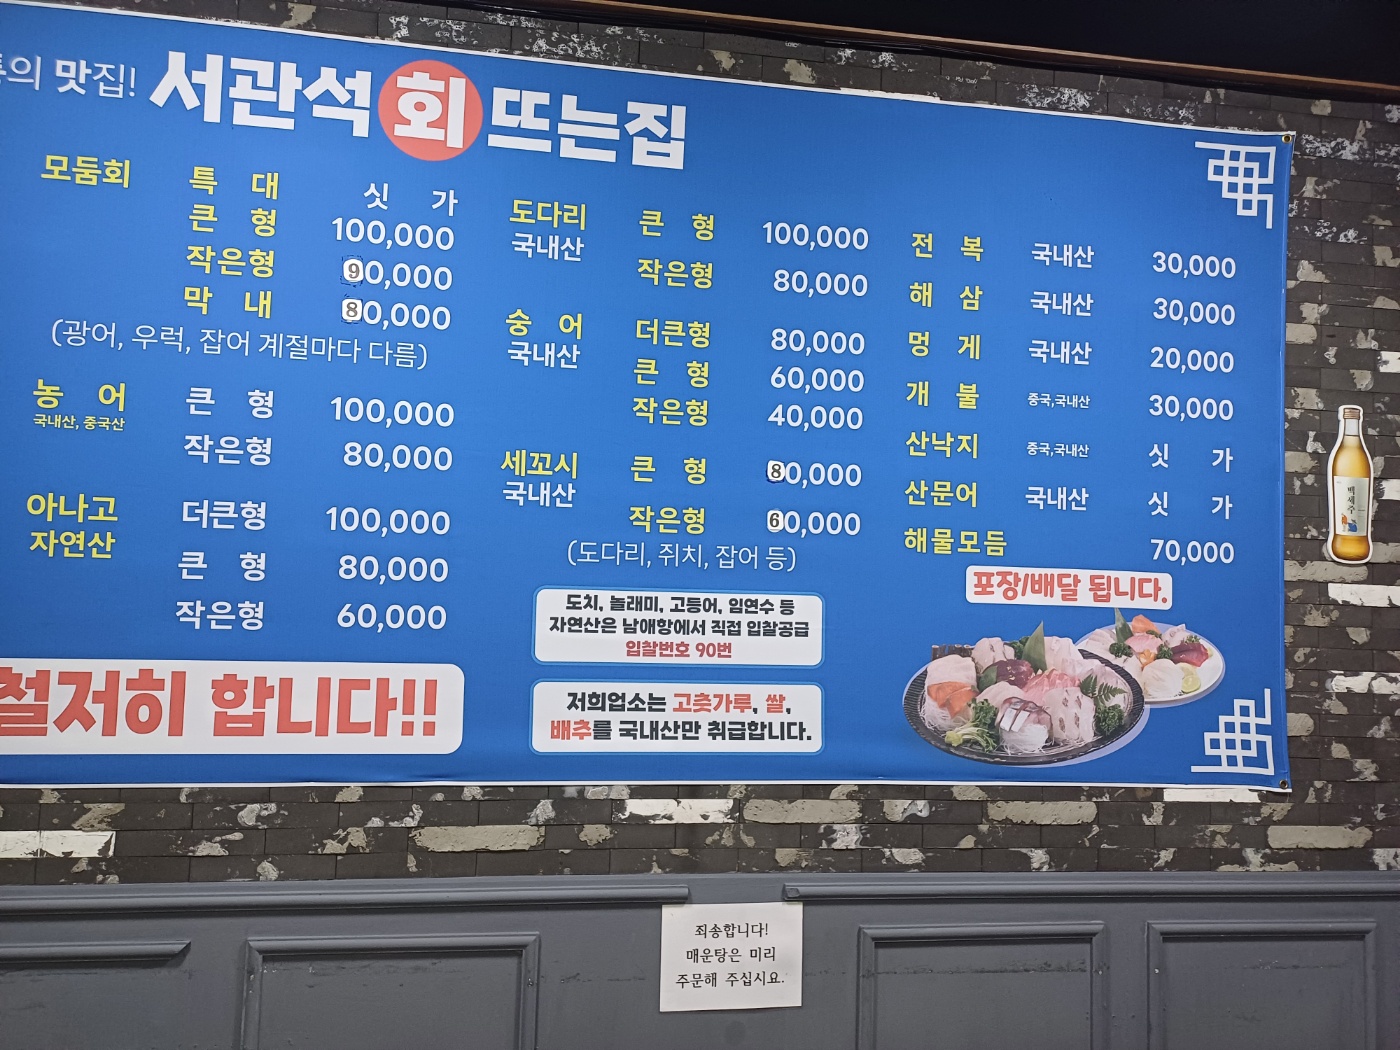 의 맛집! 서관석 회 뜨는집
모둠회 특 대 싯 가
큰 형 100,000
작은형 90,000
막 내 80,000
(광어, 우럭, 잡어 계절마다 다름)
농 어 큰 형 100,000
국내산, 중국산
작은형 80,000
아나고 더큰형 100,000
자연산
큰 형 80,000
작은형 60,000
철저히 합니다!!
도다리 큰 형 100,000
국내산
작은형 80,000
숭 어 더큰형 80,000
국내산
큰 형 60,000
작은형 40,000
세꼬시 큰 형 80,000
국내산
작은형 60,000
(도다리, 쥐치, 잡어 등)
도치, 놀래미, 고등어, 임연수 등
자연산은 남애항에서 직접 입찰공급
입찰번호 90번
저희업소는 고춧가루, 쌀,
배추를 국내산만 취급합니다.
전 복 국내산 30,000
해 삼 국내산 30,000
멍 게 국내산 20,000
개 불 중국,국내산 30,000
산낙지 중국,국내산 싯 가
산문어 국내산 싯 가
해물모듬 70,000
포장/배달 됩니다.
백세주
죄송합니다!
매운탕은 미리
주문해 주십시요.